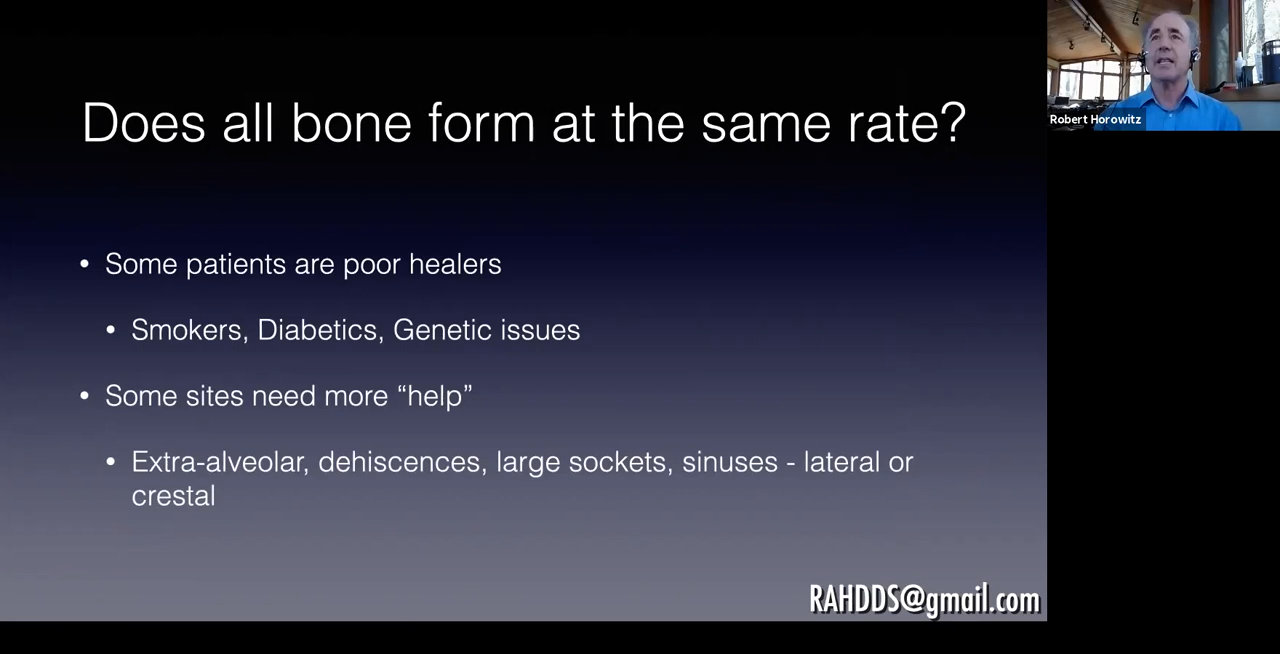 Does all bone form at the same rate?
• Some patients are poor healers
• Smokers, Diabetics, Genetic issues
• Some sites need more “help”
• Extra-alveolar, dehiscences, large sockets, sinuses - lateral or
crestal
RAHDDS@gmail.com
Robert Horowitz